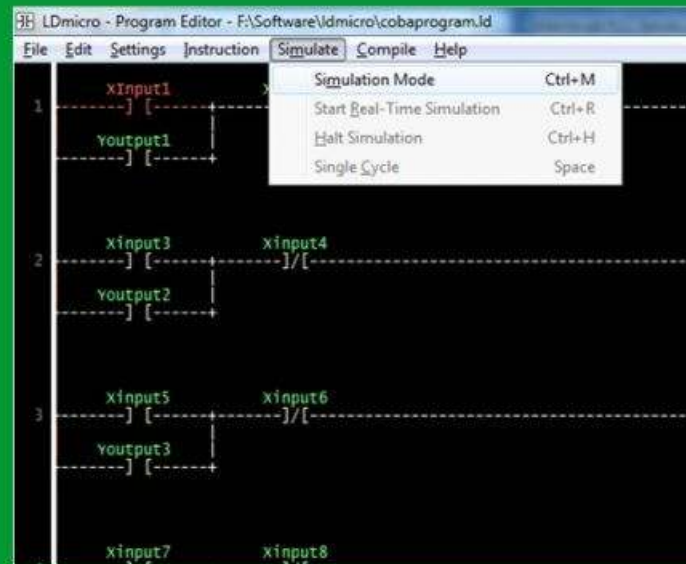 LDmicro - Program Editor - F:\Software\ldmicro\cobaprogram.ld
File Edit Settings Instruction Simulate Compile Help
Simulation Mode Ctrl+M
Start Real-Time Simulation Ctrl+R
Halt Simulation Ctrl+H
Single Cycle Space
XInput1
1
Youtput1
Xinput3 Xinput4
2
Youtput2
Xinput5 Xinput6
3
Youtput3
Xinput7 Xinput8